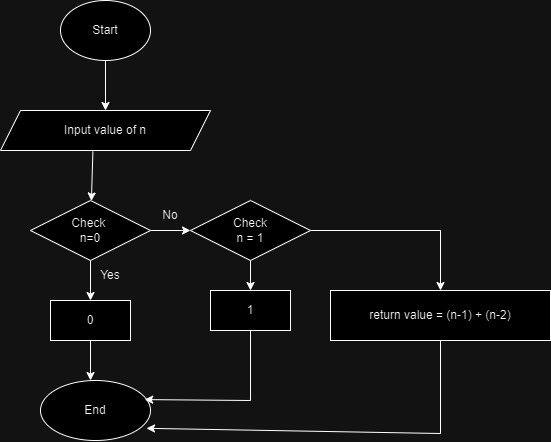 Start
Input value of n
Check
n=0
No
Check
n = 1
Yes
0
1
return value = (n-1) + (n-2)
End